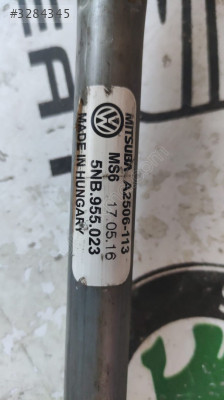 #3284345
MITSUBA A2506-113
MS6 17.05.16
5NB.955.023
MADE IN HUNGARY